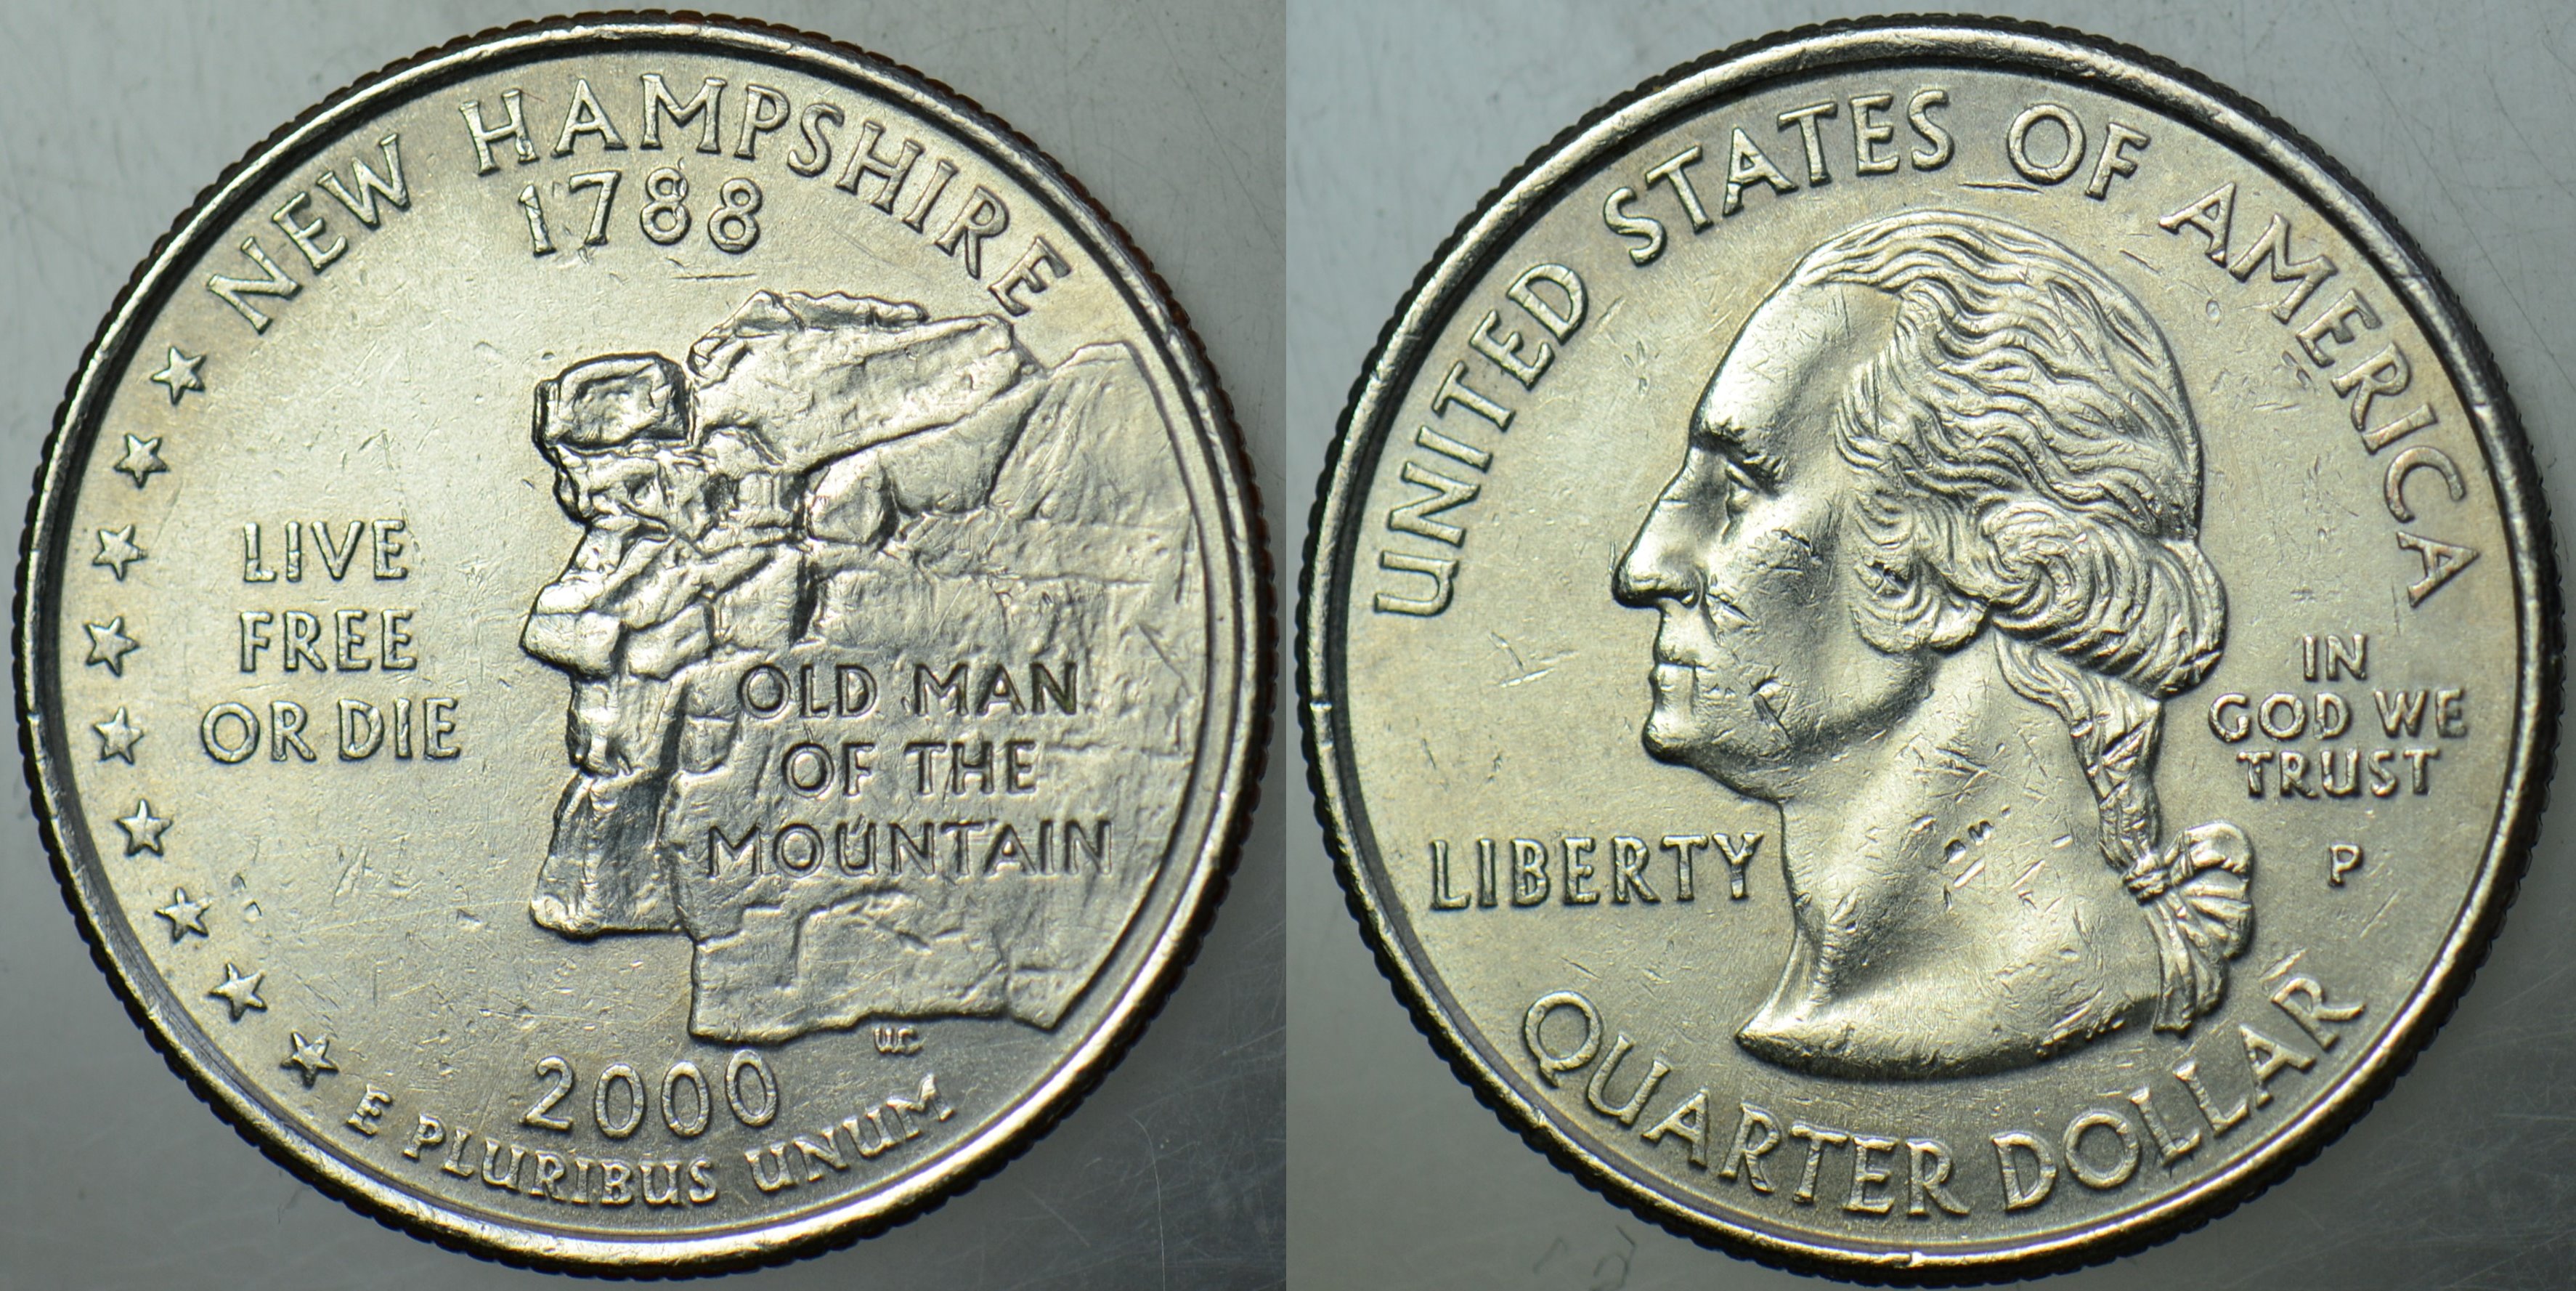 NEW HAMPSHIRE
1788
LIVE
FREE
OR DIE
OLD MAN
OF THE
MOUNTAIN
WC
2000
E PLURIBUS UNUM
UNITED STATES OF AMERICA
IN
GOD WE
TRUST
LIBERTY
P
QUARTER DOLLAR